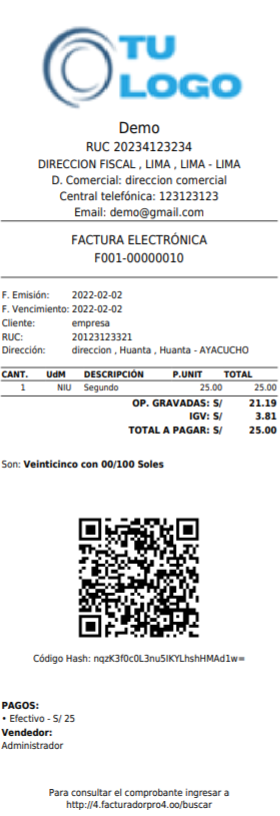 TU
LOGO
Demo
RUC 20234123234
DIRECCION FISCAL , LIMA , LIMA - LIMA
D. Comercial: direccion comercial
Central telefónica: 123123123
Email: demo@gmail.com
FACTURA ELECTRÓNICA
F001-00000010
F. Emisión: 2022-02-02
F. Vencimiento: 2022-02-02
Cliente: empresa
RUC: 20123123321
Dirección: direccion , Huanta , Huanta - AYACUCHO
CANT. UdM DESCRIPCIÓN P.UNIT TOTAL
1 NIU Segundo 25.00 25.00
OP. GRAVADAS: S/ 21.19
IGV: S/ 3.81
TOTAL A PAGAR: S/ 25.00
Son: Veinticinco con 00/100 Soles
Código Hash: nqzK3f0c0L3nu5IKYLhshHMAd1w=
PAGOS:
• Efectivo - S/ 25
Vendedor:
Administrador
Para consultar el comprobante ingresar a
http://4.facturadorpro4.oo/buscar